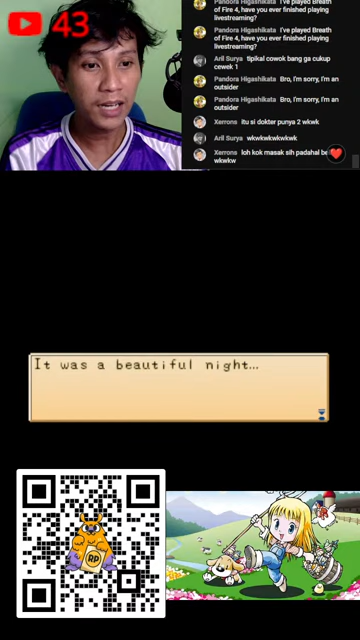 43
Pandora Higashikata I've played Breath
of Fire 4, have you ever finished playing
livestreaming?
Pandora Higashikata I've played Breath
of Fire 4, have you ever finished playing
livestreaming?
Aril Surya tipikal cowok bang ga cukup
cewek 1
Pandora Higashikata Bro, I'm sorry, I'm an
outsider
Pandora Higashikata Bro, I'm sorry, I'm an
outsider
Xerrons itu si dokter punya 2 wkwk
Aril Surya wkwkwkwkwkwk
Xerrons loh kok masak sih padahal
wkwkw
It was a beautiful night...
RP